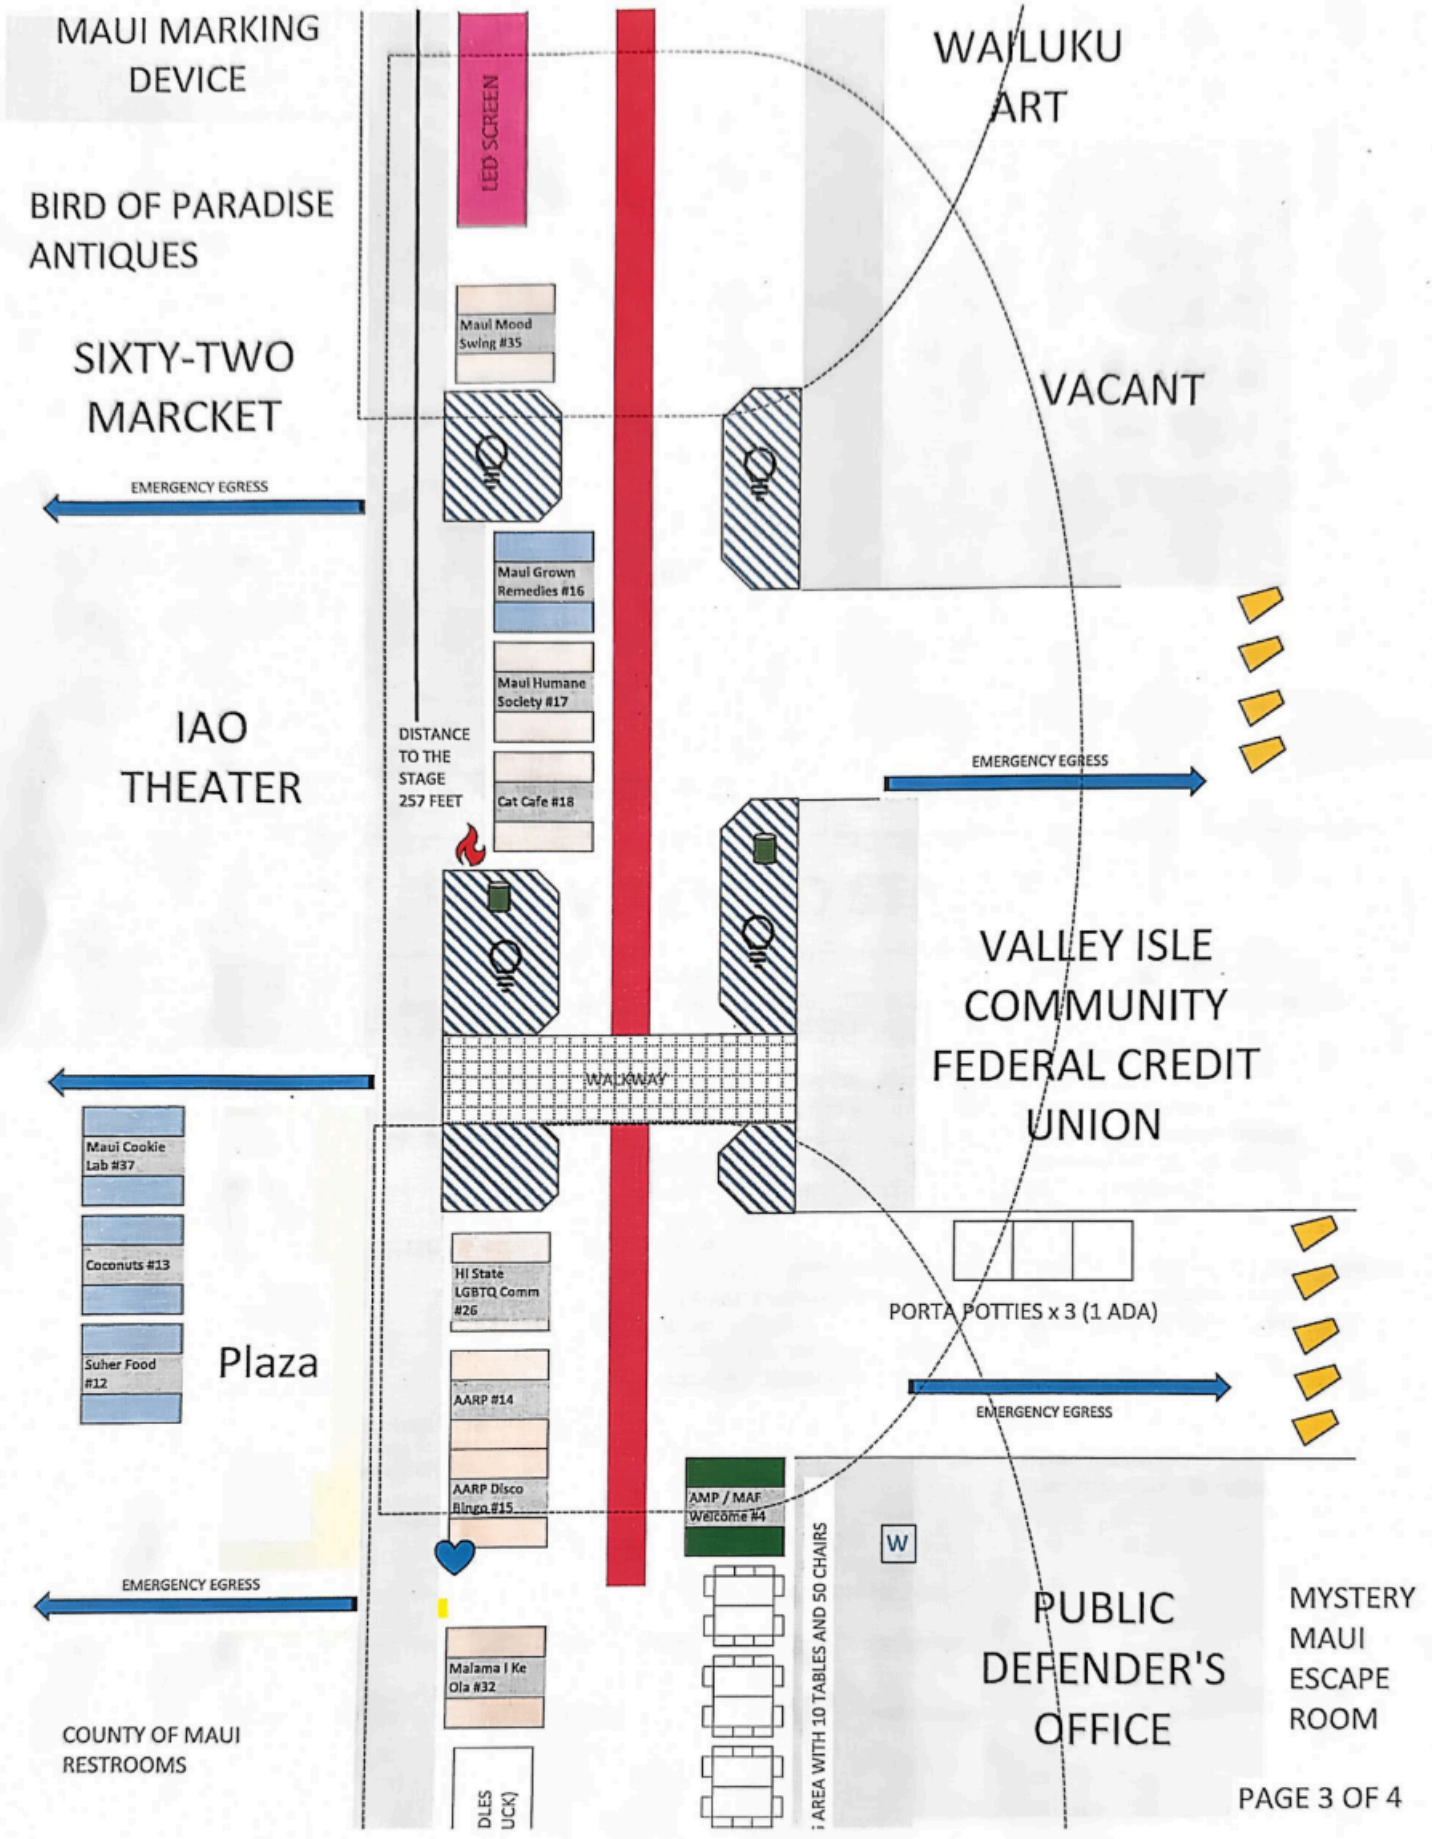 MAUI MARKING
DEVICE
LED SCREEN
WAILUKU
ART
BIRD OF PARADISE
ANTIQUES
Maui Mood
Swing #35
SIXTY-TWO
MARCKET
VACANT
EMERGENCY EGRESS
Maui Grown
Remedies #16
Maui Humane
Society #17
IAO
THEATER
DISTANCE
TO THE
STAGE
257 FEET
Cat Cafe #18
EMERGENCY EGRESS
VALLEY ISLE
COMMUNITY
FEDERAL CREDIT
UNION
WALKWAY
Maui Cookie
Lab #37
Coconuts #13
Suher Food
#12
Plaza
HI State
LGBTQ Comm
#26
PORTA POTTIES x 3 (1 ADA)
AARP #14
EMERGENCY EGRESS
AARP Disco
Bingo #15
AMP / MAF
Welcome #4
AREA WITH 10 TABLES AND 50 CHAIRS
W
EMERGENCY EGRESS
Malama I Ke
Ola #32
PUBLIC
DEFENDER'S
OFFICE
MYSTERY
MAUI
ESCAPE
ROOM
COUNTY OF MAUI
RESTROOMS
DLES
UCK)
PAGE 3 OF 4